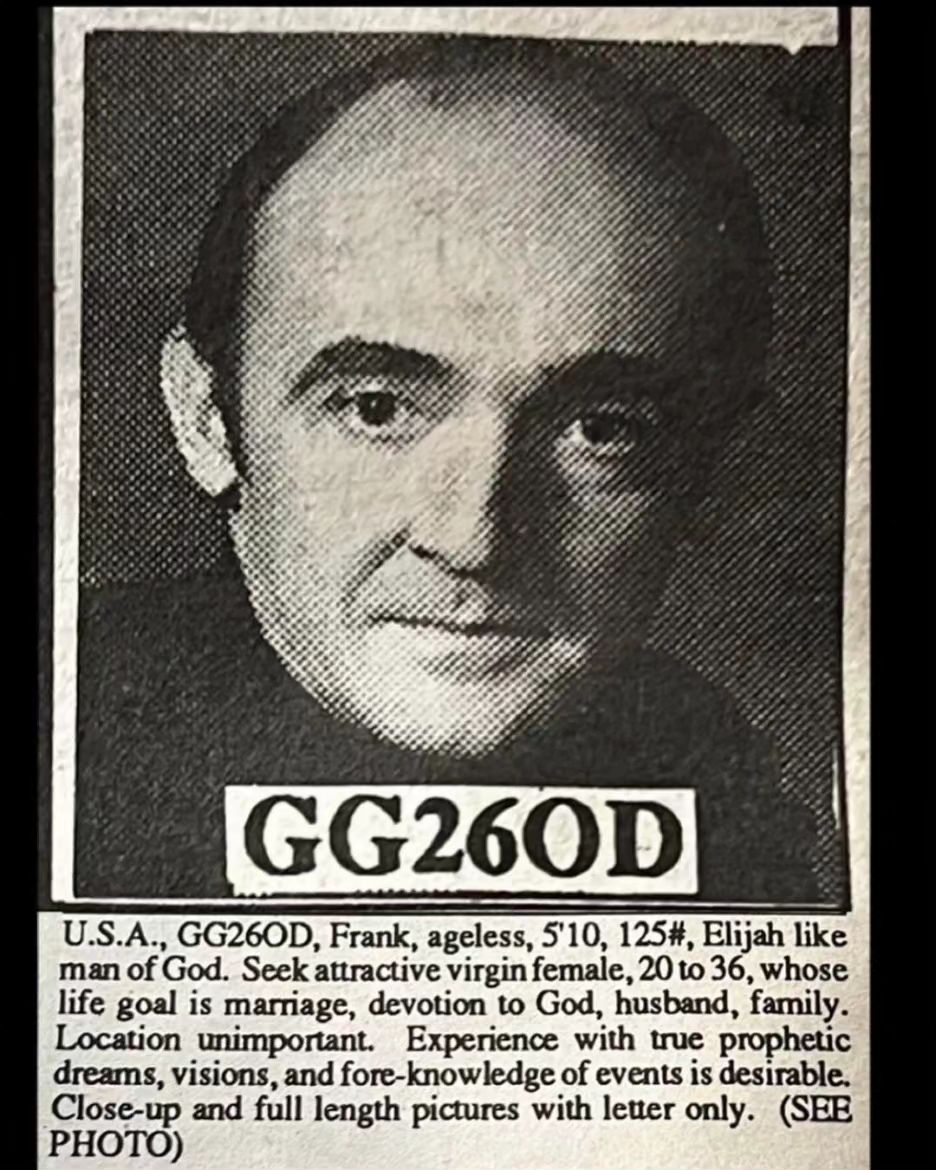 GG26OD
U.S.A., GG26OD, Frank, ageless, 5'10, 125#, Elijah like
man of God. Seek attractive virgin female, 20 to 36, whose
life goal is marriage, devotion to God, husband, family.
Location unimportant. Experience with true prophetic
dreams, visions, and fore-knowledge of events is desirable.
Close-up and full length pictures with letter only. (SEE
PHOTO)